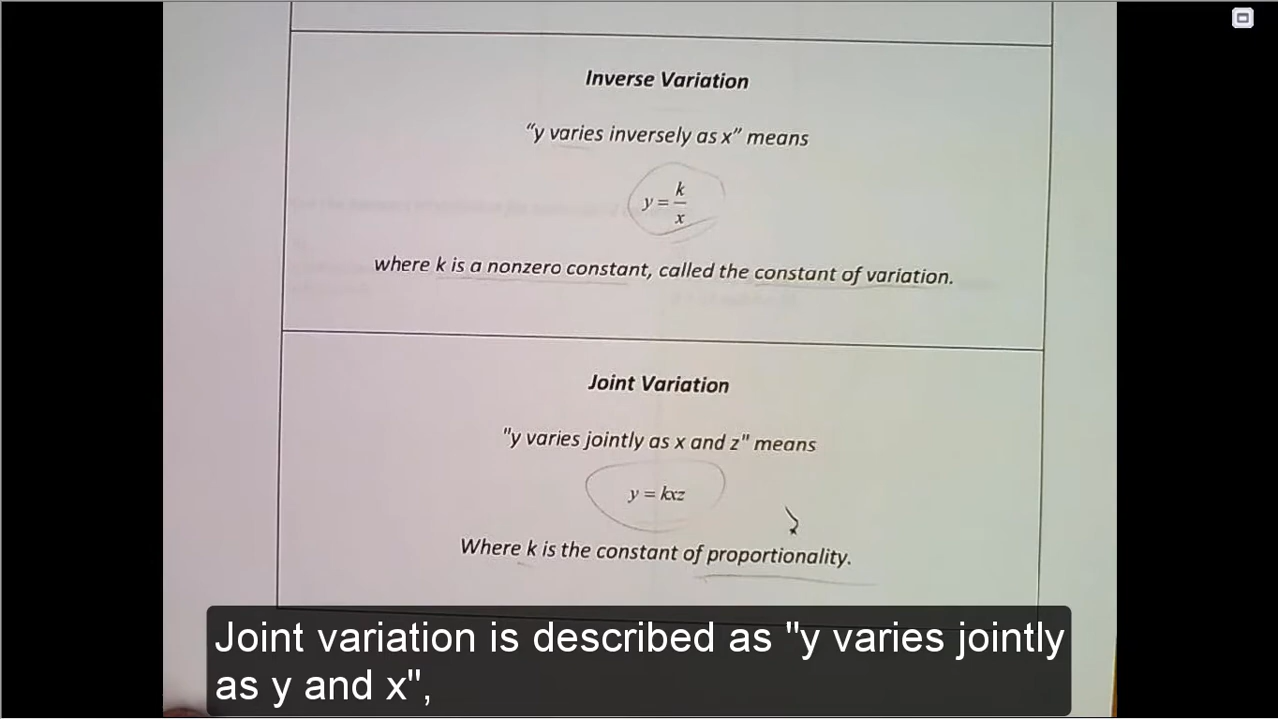 Inverse Variation
“y varies inversely as x” means
y = k/x
where k is a nonzero constant, called the constant of variation.
Joint Variation
"y varies jointly as x and z" means
y = kxz
Where k is the constant of proportionality.
Joint variation is described as "y varies jointly
as y and x",